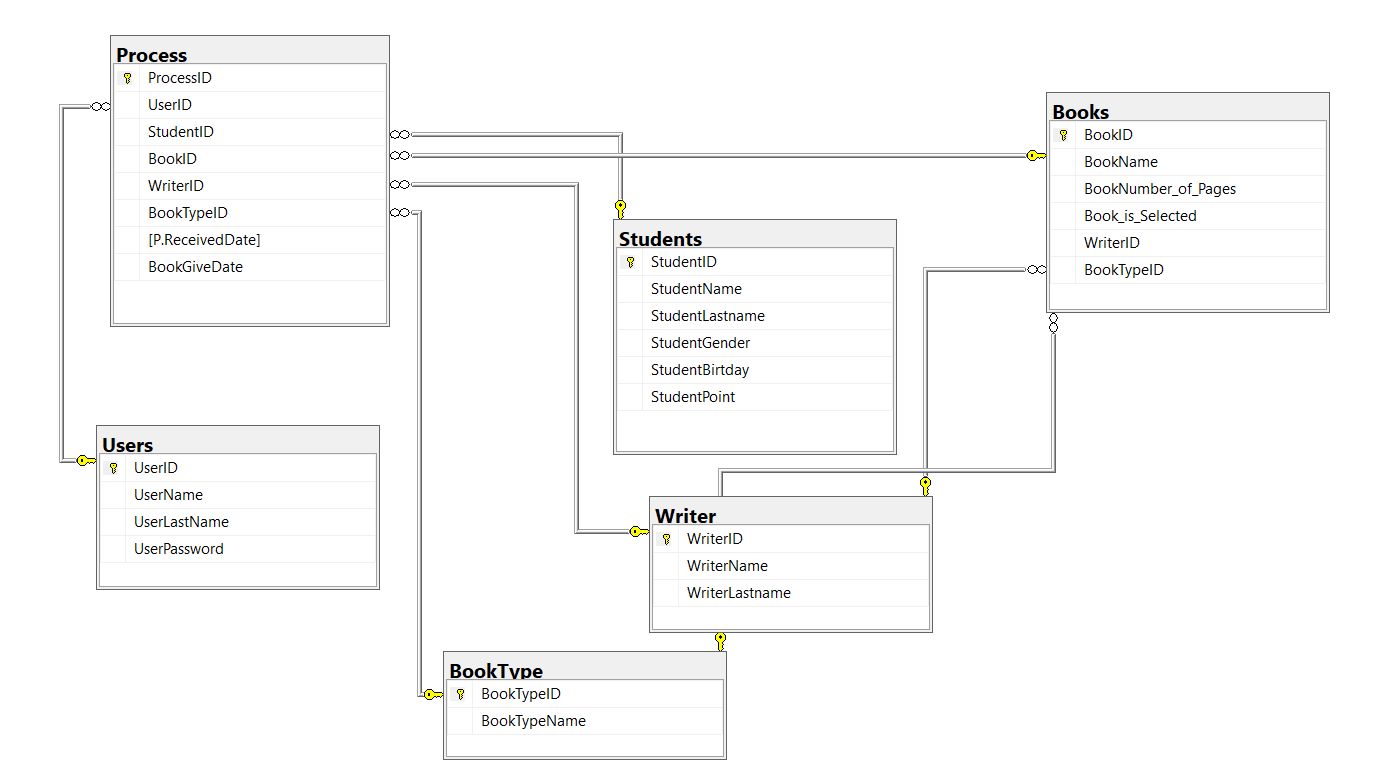 Process
ProcessID
UserID
StudentID
BookID
WriterID
BookTypeID
[P.ReceivedDate]
BookGiveDate
Books
BookID
BookName
BookNumber_of_Pages
Book_is_Selected
WriterID
BookTypeID
Students
StudentID
StudentName
StudentLastname
StudentGender
StudentBirtday
StudentPoint
Users
UserID
UserName
UserLastName
UserPassword
Writer
WriterID
WriterName
WriterLastname
BookType
BookTypeID
BookTypeName